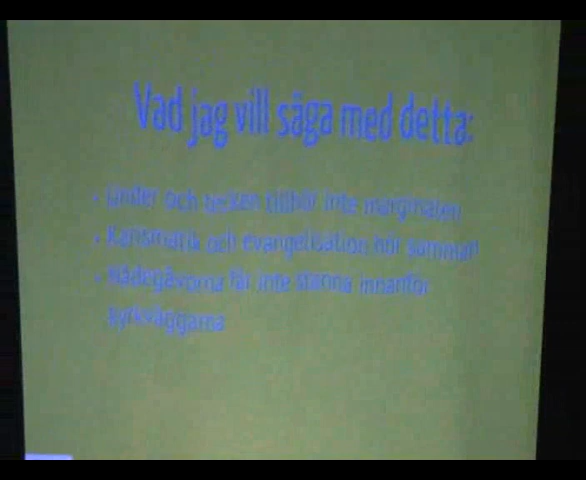 Vad jag vill säga med detta:
• Under och tecken tillhör inte marginalen
• Karismatik och evangelisation hör samman!
• Nådegåvorna får inte stanna innanför
kyrkväggarna